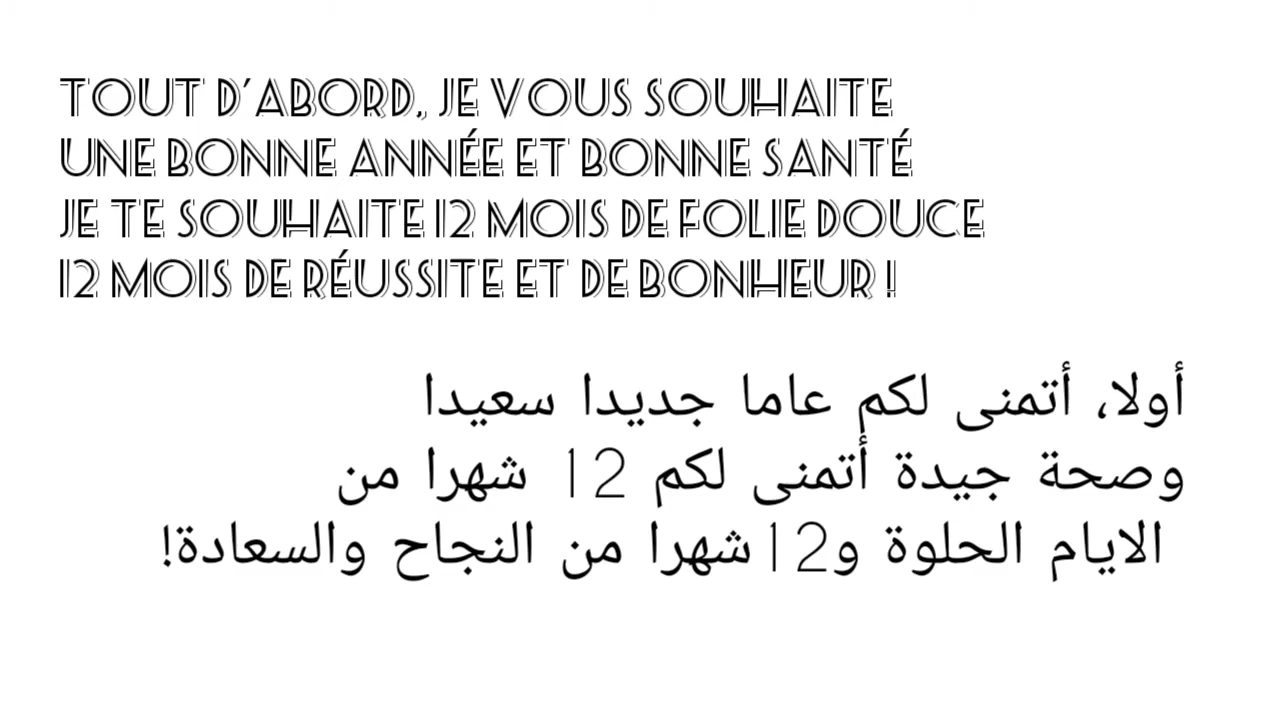 TOUT D'ABORD, JE VOUS SOUHAITE
UNE BONNE ANNÉE ET BONNE SANTÉ
JE TE SOUHAITE 12 MOIS DE FOLIE DOUCE
12 MOIS DE RÉUSSITE ET DE BONHEUR !
أولا، أتمنى لكم عاما جديدا سعيدا
وصحة جيدة أتمنى لكم 12 شهرا من
الايام الحلوة و12 شهرا من النجاح والسعادة!